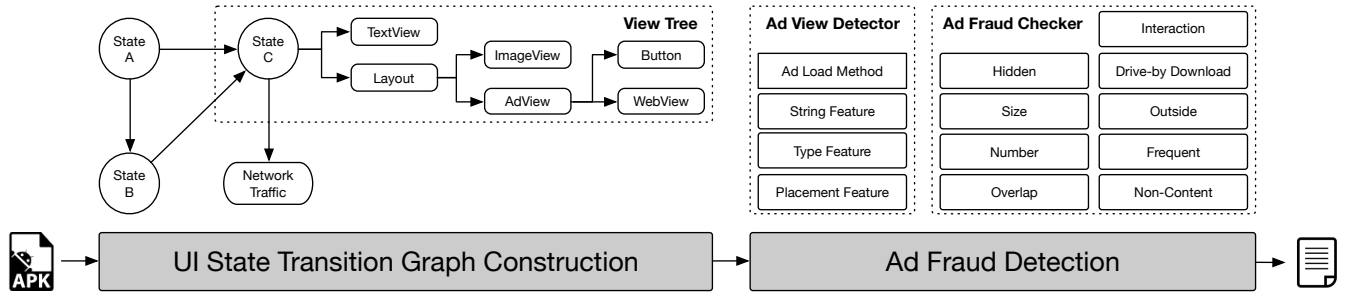 State
A
State
B
State
C
Network
Traffic
View Tree
TextView
Layout
ImageView
AdView
Button
WebView
Ad View Detector
Ad Load Method
String Feature
Type Feature
Placement Feature
Ad Fraud Checker
Interaction
Hidden
Drive-by Download
Size
Outside
Number
Frequent
Overlap
Non-Content
APK
UI State Transition Graph Construction
Ad Fraud Detection